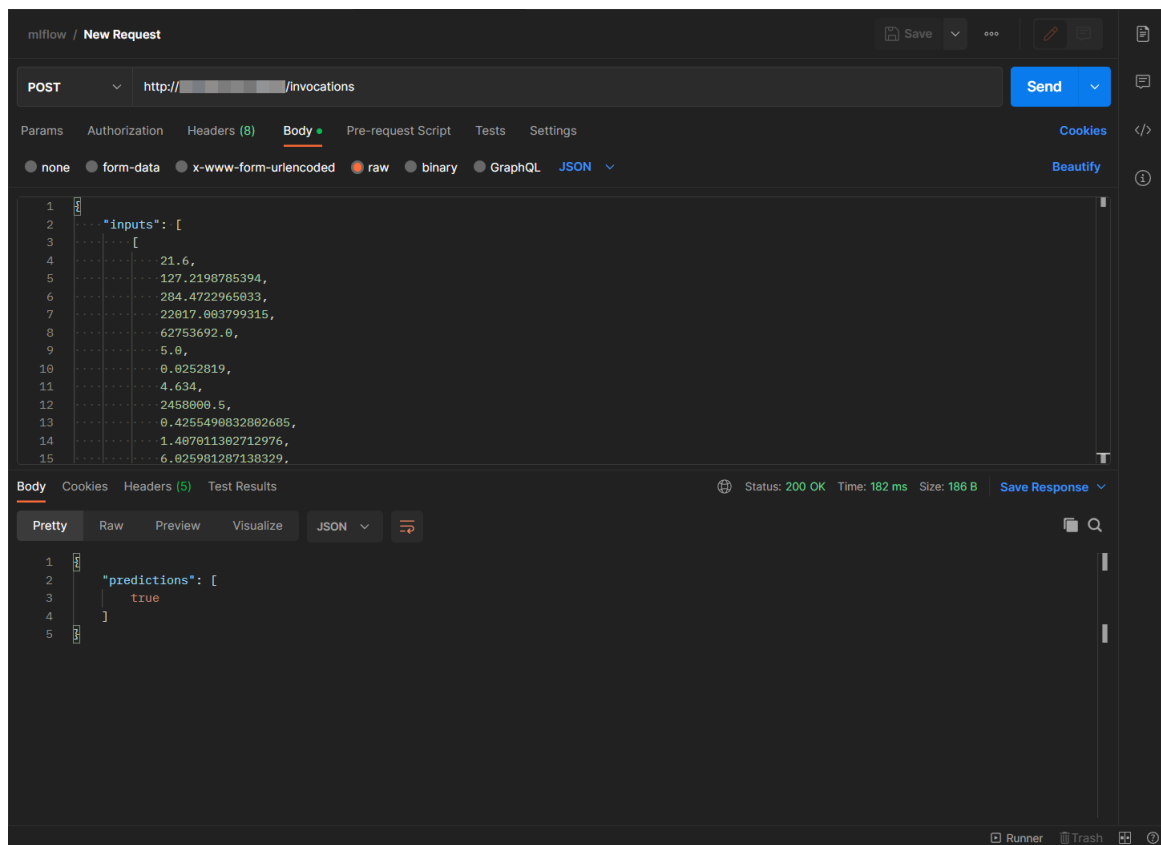 mlflow / New Request
Save
POST http:// /invocations
Send
Params Authorization Headers (8) Body Pre-request Script Tests Settings Cookies
none form-data x-www-form-urlencoded raw binary GraphQL JSON Beautify
1 {
2 "inputs": [
3 [
4 21.6,
5 127.2198785394,
6 284.4722965033,
7 22017.003799315,
8 62753692.0,
9 5.0,
10 0.0252819,
11 4.634,
12 2458000.5,
13 0.4255490832802685,
14 1.407011302712976,
15 6.025981287138329,
Body Cookies Headers (5) Test Results Status: 200 OK Time: 182 ms Size: 186 B Save Response
Pretty Raw Preview Visualize JSON
1 {
2 "predictions": [
3 true
4 ]
5 }
Runner Trash